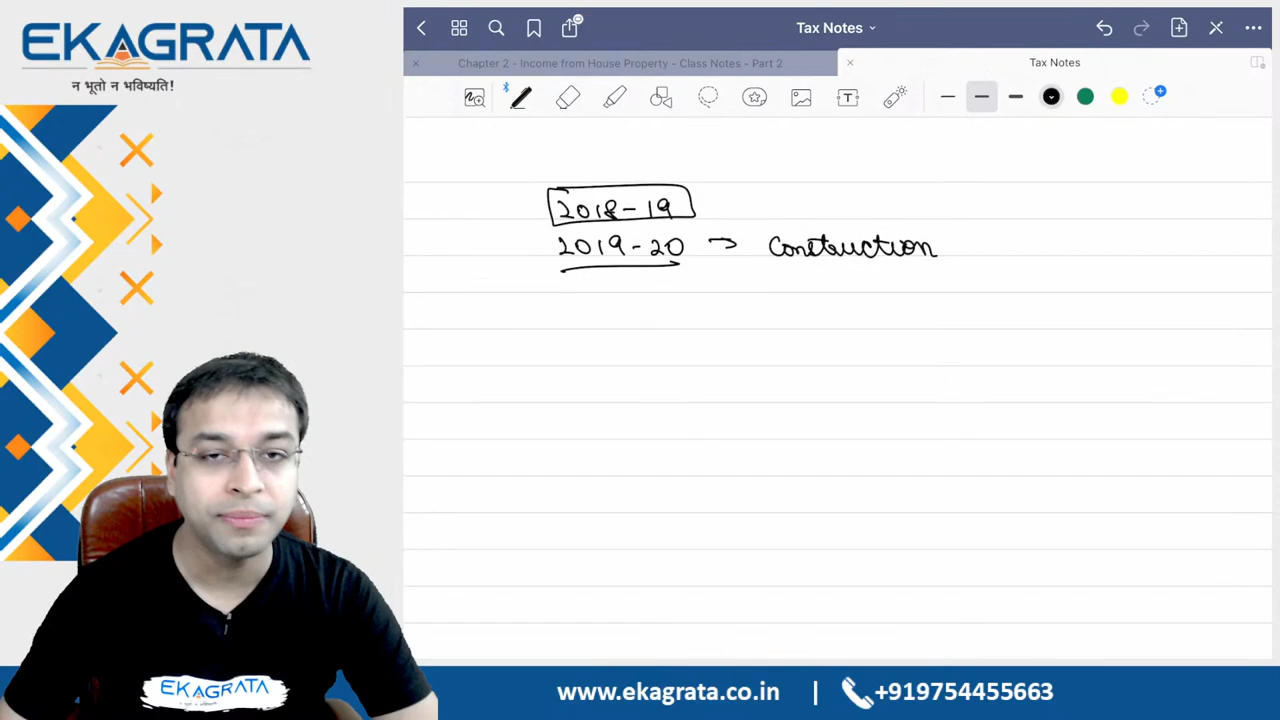 EKAGRATA
न भूतो न भविष्यति!
Tax Notes
Chapter 2 - Income from House Property - Class Notes - Part 2
Tax Notes
2018-19
2019-20 → Construction
EKAGRATA
www.ekagrata.co.in | +919754455663